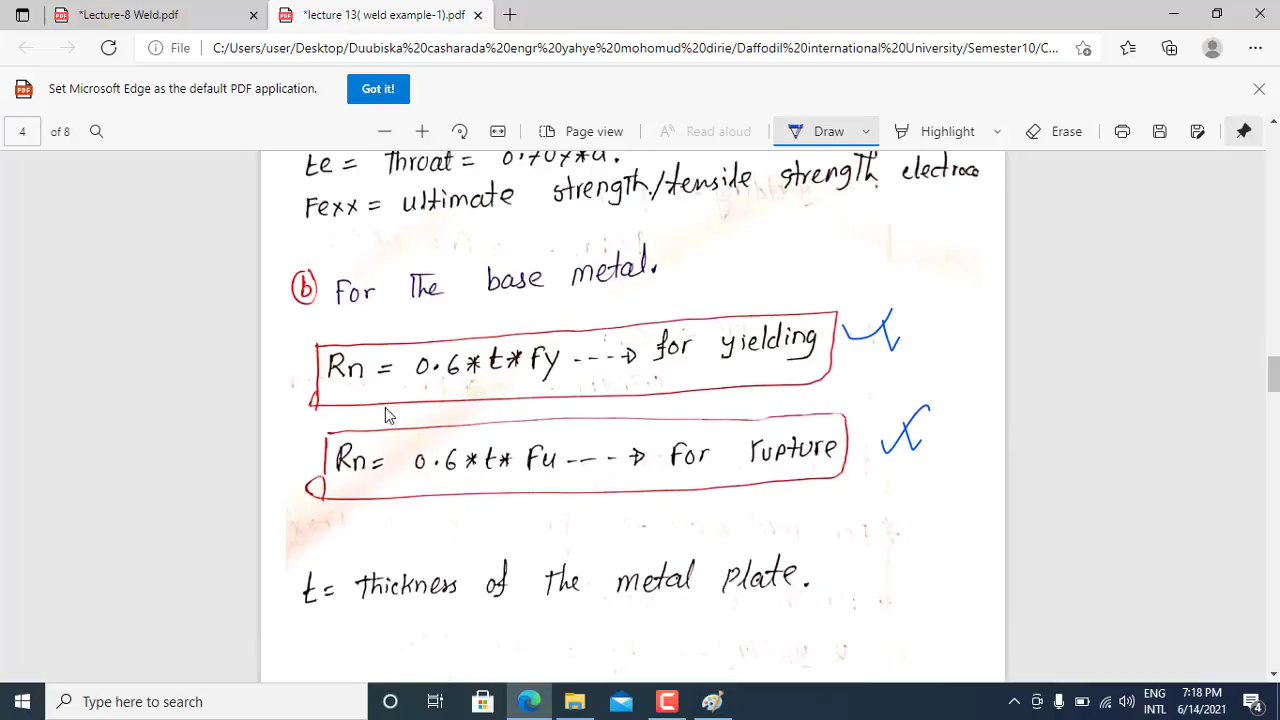 *Lecture-8 Weld.pdf
*lecture 13( weld example-1).pdf
File
C:/Users/user/Desktop/Duubiska%20casharada%20engr%20yahye%20mohomud%20dirie/Daffodil%20international%20University/Semester10/C...
Set Microsoft Edge as the default PDF application.
Got it!
4 of 8
Page view
Read aloud
Draw
Highlight
Erase
te = Throat = 0.707*a.
Fexx = ultimate strength/tenside strength
b For The base metal.
Rn = 0.6*t*Fy ----> for yielding
Rn = 0.6*t*Fu ----> for rupture
t = thickness of the metal plate.
Type here to search
ENG
7:18 PM
INTL
6/14/2021
4